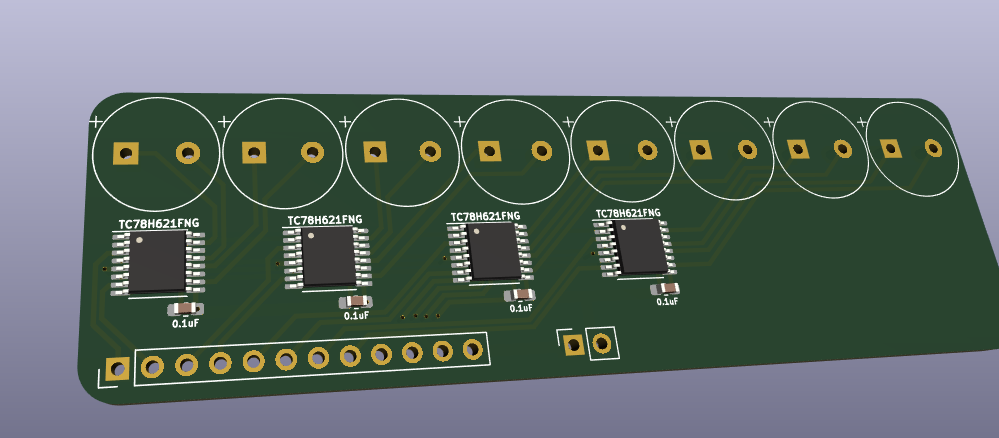 + + + + + + + +
TC78H621FNG TC78H621FNG TC78H621FNG TC78H621FNG
0.1uF 0.1uF 0.1uF 0.1uF